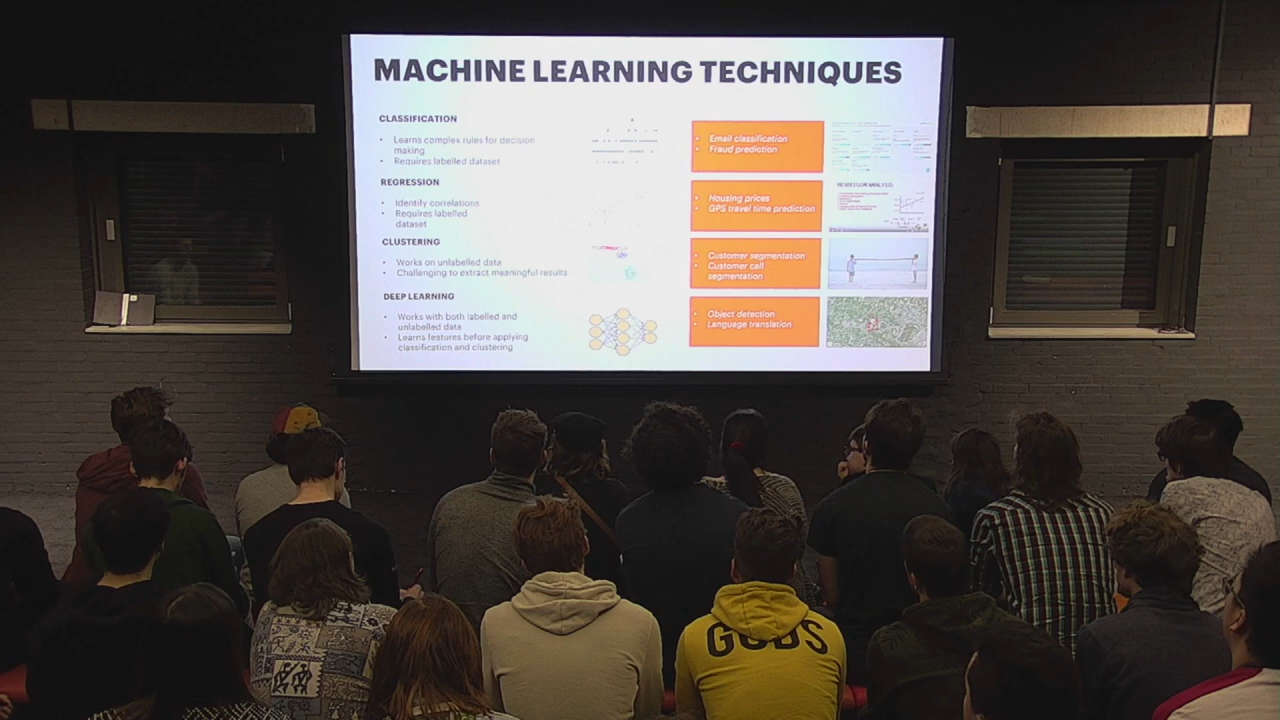 MACHINE LEARNING TECHNIQUES
CLASSIFICATION
• Learns complex rules for decision
making
• Requires labelled dataset
• Email classification
• Fraud prediction
REGRESSION
• Identify correlations
• Requires labelled
dataset
• Housing prices
• GPS travel time prediction
REGRESSION ANALYSIS
CLUSTERING
• Works on unlabelled data
• Challenging to extract meaningful results
• Customer segmentation
• Customer call
segmentation
DEEP LEARNING
• Works with both labelled and
unlabelled data
• Learns features before applying
classification and clustering
• Object detection
• Language translation
GODS